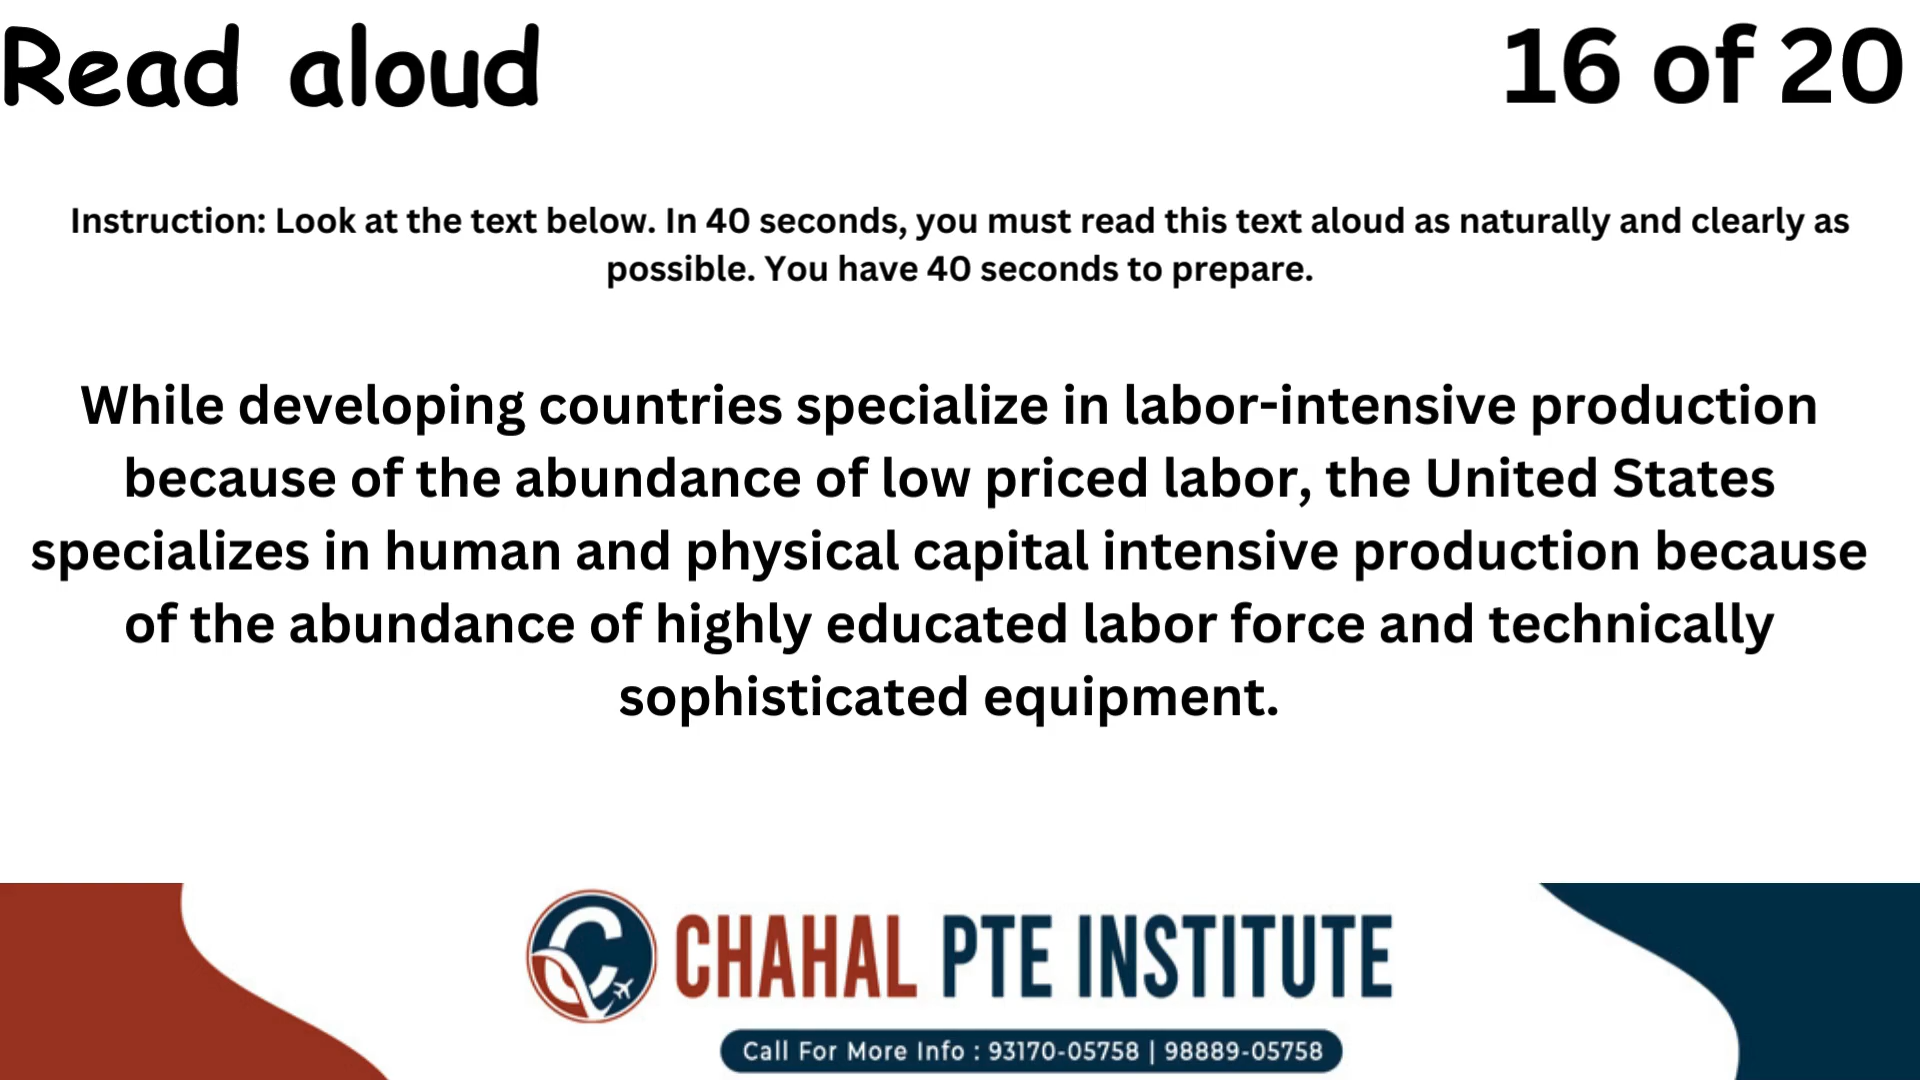 Read aloud
16 of 20
Instruction: Look at the text below. In 40 seconds, you must read this text aloud as naturally and clearly as
possible. You have 40 seconds to prepare.
While developing countries specialize in labor-intensive production
because of the abundance of low priced labor, the United States
specializes in human and physical capital intensive production because
of the abundance of highly educated labor force and technically
sophisticated equipment.
CHAHAL PTE INSTITUTE
Call For More Info : 93170-05758 | 98889-05758